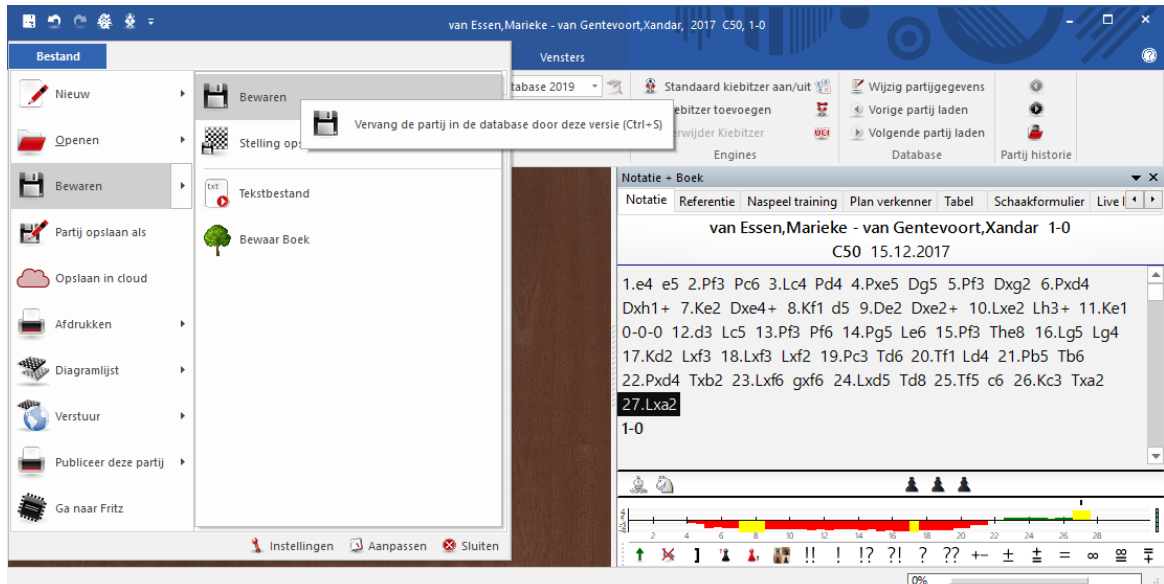 van Essen,Marieke - van Gentevoort,Xandar, 2017 C50, 1-0
Bestand
Vensters
Nieuw
Openen
Bewaren
Partij opslaan als
Opslaan in cloud
Afdrukken
Diagramlijst
Verstuur
Publiceer deze partij
Ga naar Fritz
Bewaren
Stelling ops
Tekstbestand
Bewaar Boek
Vervang de partij in de database door deze versie (Ctrl+S)
Instellingen Aanpassen Sluiten
tabase 2019
Standaard kiebitzer aan/uit
ebitzer toevoegen
erwijder Kiebitzer
UCI
Engines
Wijzig partijgegevens
Vorige partij laden
Volgende partij laden
Database
Partij historie
Notatie + Boek
Notatie Referentie Naspeel training Plan verkenner Tabel Schaakformulier Live
van Essen,Marieke - van Gentevoort,Xandar 1-0
C50 15.12.2017
1.e4 e5 2.Pf3 Pc6 3.Lc4 Pd4 4.Pxe5 Dg5 5.Pf3 Dxg2 6.Pxd4
Dxh1+ 7.Ke2 Dxe4+ 8.Kf1 d5 9.De2 Dxe2+ 10.Lxe2 Lh3+ 11.Ke1
0-0-0 12.d3 Lc5 13.Pf3 Pf6 14.Pg5 Le6 15.Pf3 The8 16.Lg5 Lg4
17.Kd2 Lxf3 18.Lxf3 Lxf2 19.Pc3 Td6 20.Tf1 Ld4 21.Pb5 Tb6
22.Pxd4 Txb2 23.Lxf6 gxf6 24.Lxd5 Td8 25.Tf5 c6 26.Kc3 Txa2
27.Lxa2
1-0
2 4 6 8 10 12 14 16 18 20 22 24 26 28
!! ! !? ?! ? ?? +- ± ⩲ = ∞ ⩱ ∓
0%